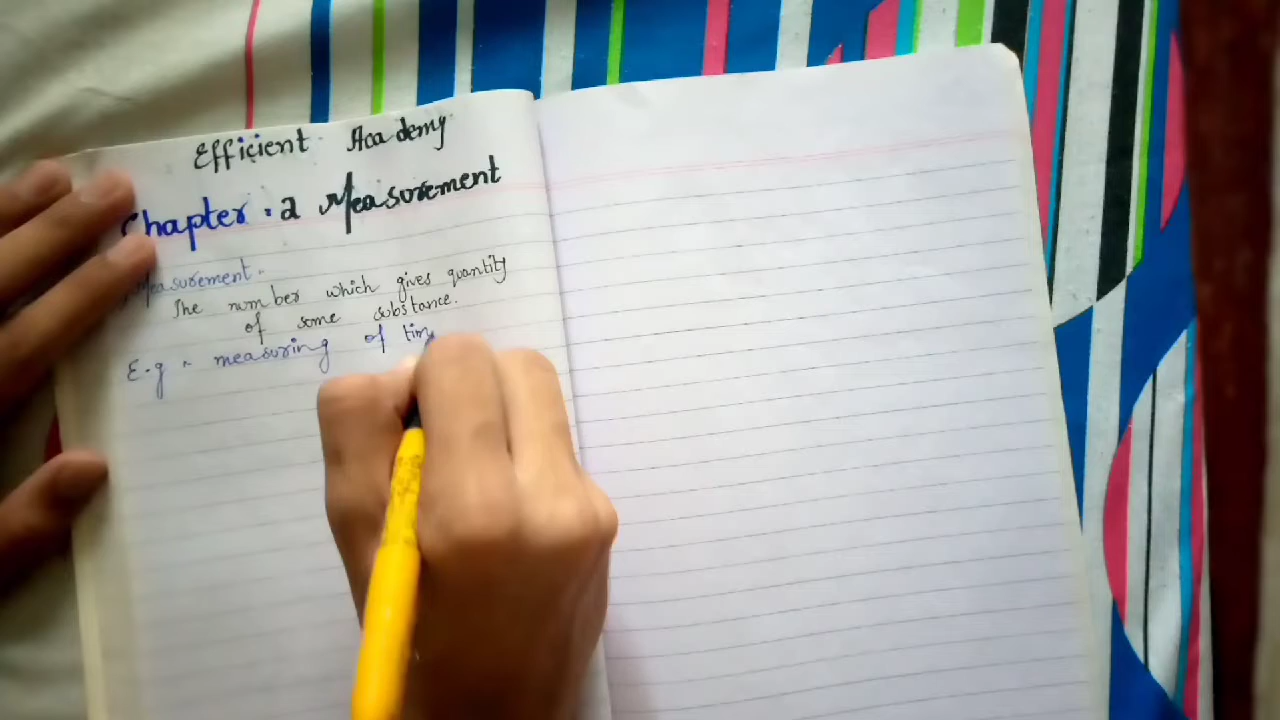 Efficient Academy
Chapter . 2 Measurement
Measurement.
The number which gives quantity
of some substance.
E.g :- measuring of